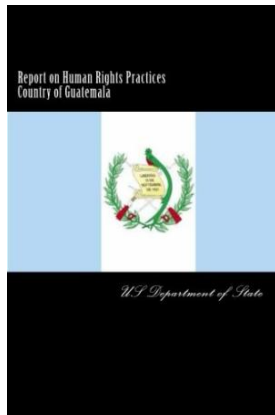 Report on Human Rights Practices
Country of Guatemala
US Department of State